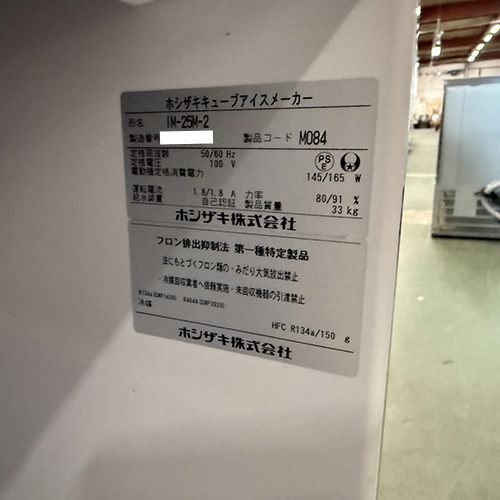 ホシザキキューブアイスメーカー
形名 IM-25M-2
製造番号 製品コード M084
定格周波数 50/60 Hz
定格電圧 100 V
電動機定格消費電力 145/165 W
PS E
運転電流 1.8/1.8 A 力率 80/91 %
給水装置 自己認証 製品質量 33 kg
ホシザキ株式会社
フロン排出抑制法 第一種特定製品
法にもとづくフロン類の・みだり大気放出禁止
・冷媒回収業者へ依頼実施・未回収機器の引渡禁止
R134a(GWP1430) R404A(GWP3920)
冷媒 HFC R134a/150 g
ホシザキ株式会社